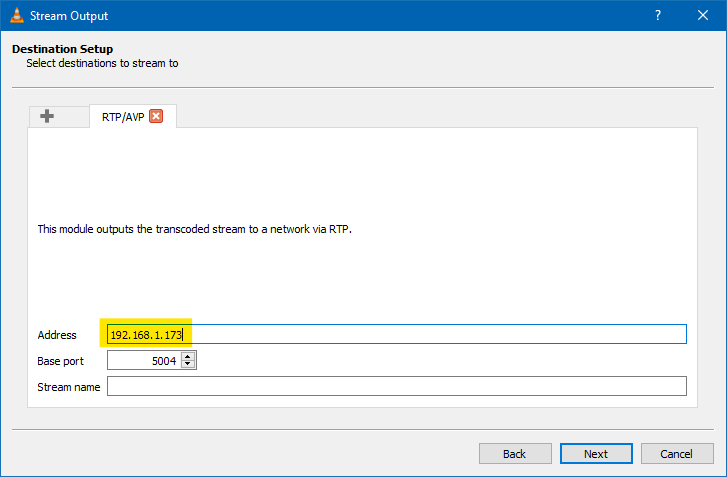 Stream Output
?
Destination Setup
Select destinations to stream to
RTP/AVP
This module outputs the transcoded stream to a network via RTP.
Address 192.168.1.173
Base port 5004
Stream name
Back Next Cancel